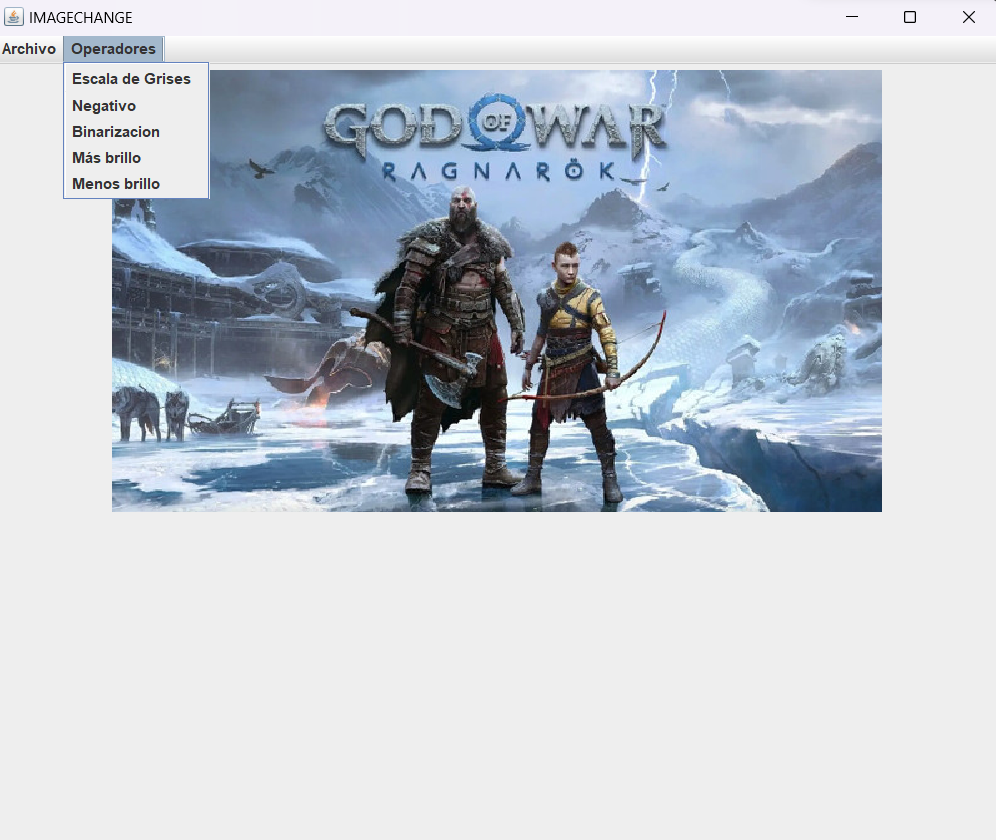 IMAGECHANGE
Archivo Operadores
Escala de Grises
Negativo
Binarizacion
Más brillo
Menos brillo
GOD OF WAR
RAGNARÖK